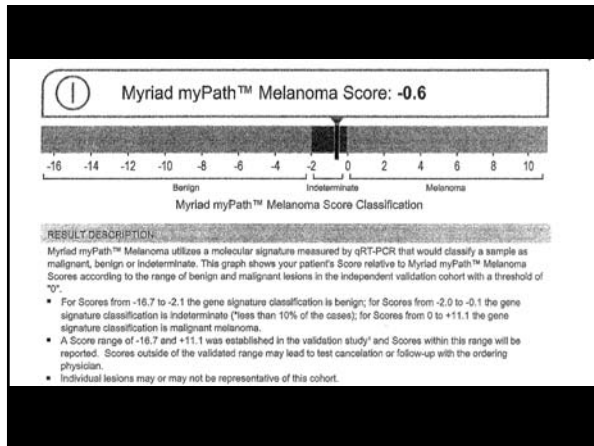 Myriad myPath™ Melanoma Score: -0.6
-16 -14 -12 -10 -8 -6 -4 -2 0 2 4 6 8 10
Benign Indeterminate Melanoma
Myriad myPath™ Melanoma Score Classification
RESULT DESCRIPTION
Myriad myPath™ Melanoma utilizes a molecular signature measured by qRT-PCR that would classify a sample as
malignant, benign or indeterminate. This graph shows your patient's Score relative to Myriad myPath™ Melanoma
Scores according to the range of benign and malignant lesions in the independent validation cohort with a threshold of
"0".
▪ For Scores from -16.7 to -2.1 the gene signature classification is benign; for Scores from -2.0 to -0.1 the gene
signature classification is indeterminate (*less than 10% of the cases); for Scores from 0 to +11.1 the gene
signature classification is malignant melanoma.
▪ A Score range of -16.7 and +11.1 was established in the validation study¹ and Scores within this range will be
reported. Scores outside of the validated range may lead to test cancelation or follow-up with the ordering
physician.
▪ Individual lesions may or may not be representative of this cohort.